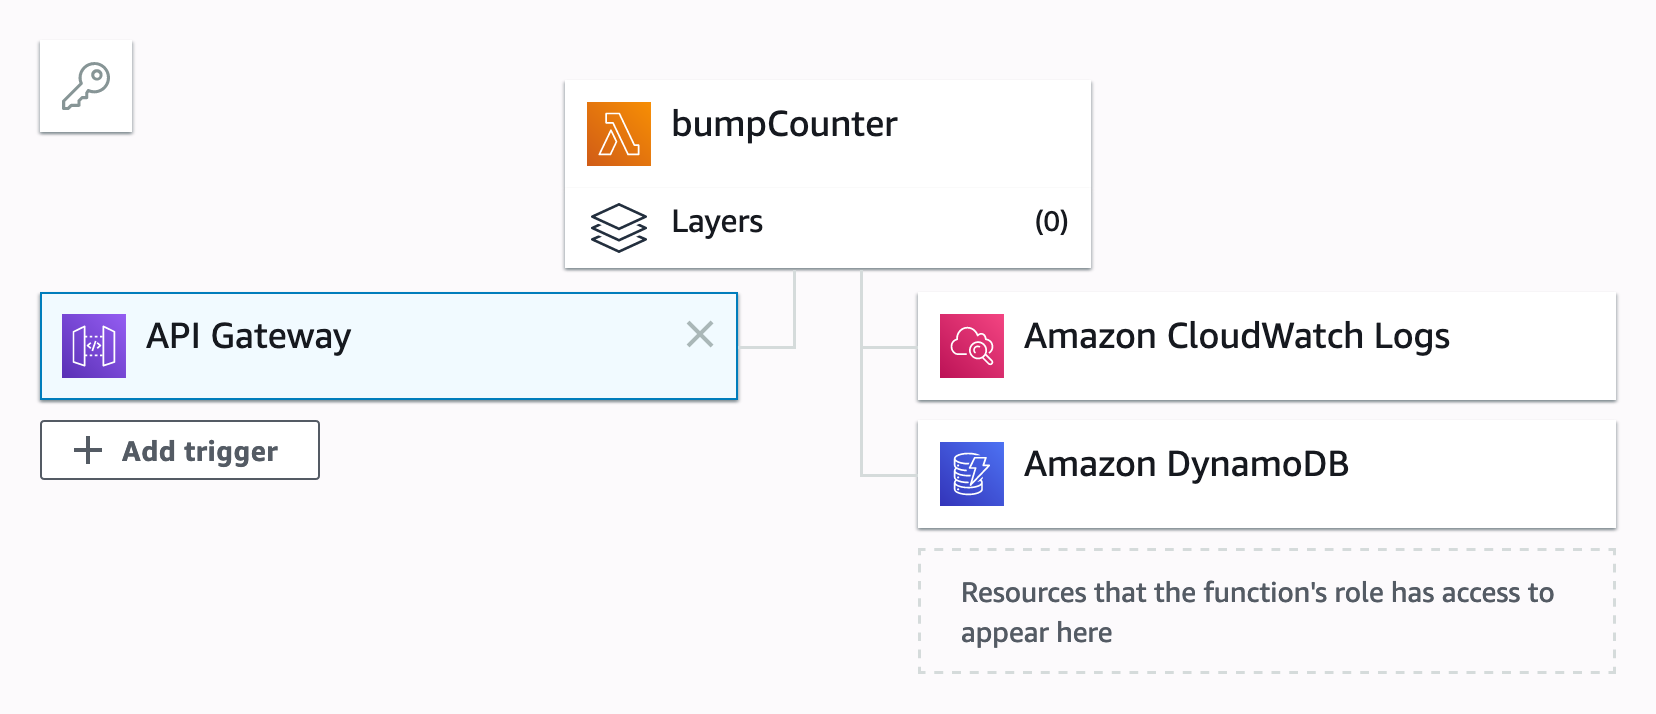 bumpCounter
Layers (0)
API Gateway
Add trigger
Amazon CloudWatch Logs
Amazon DynamoDB
Resources that the function's role has access to
appear here